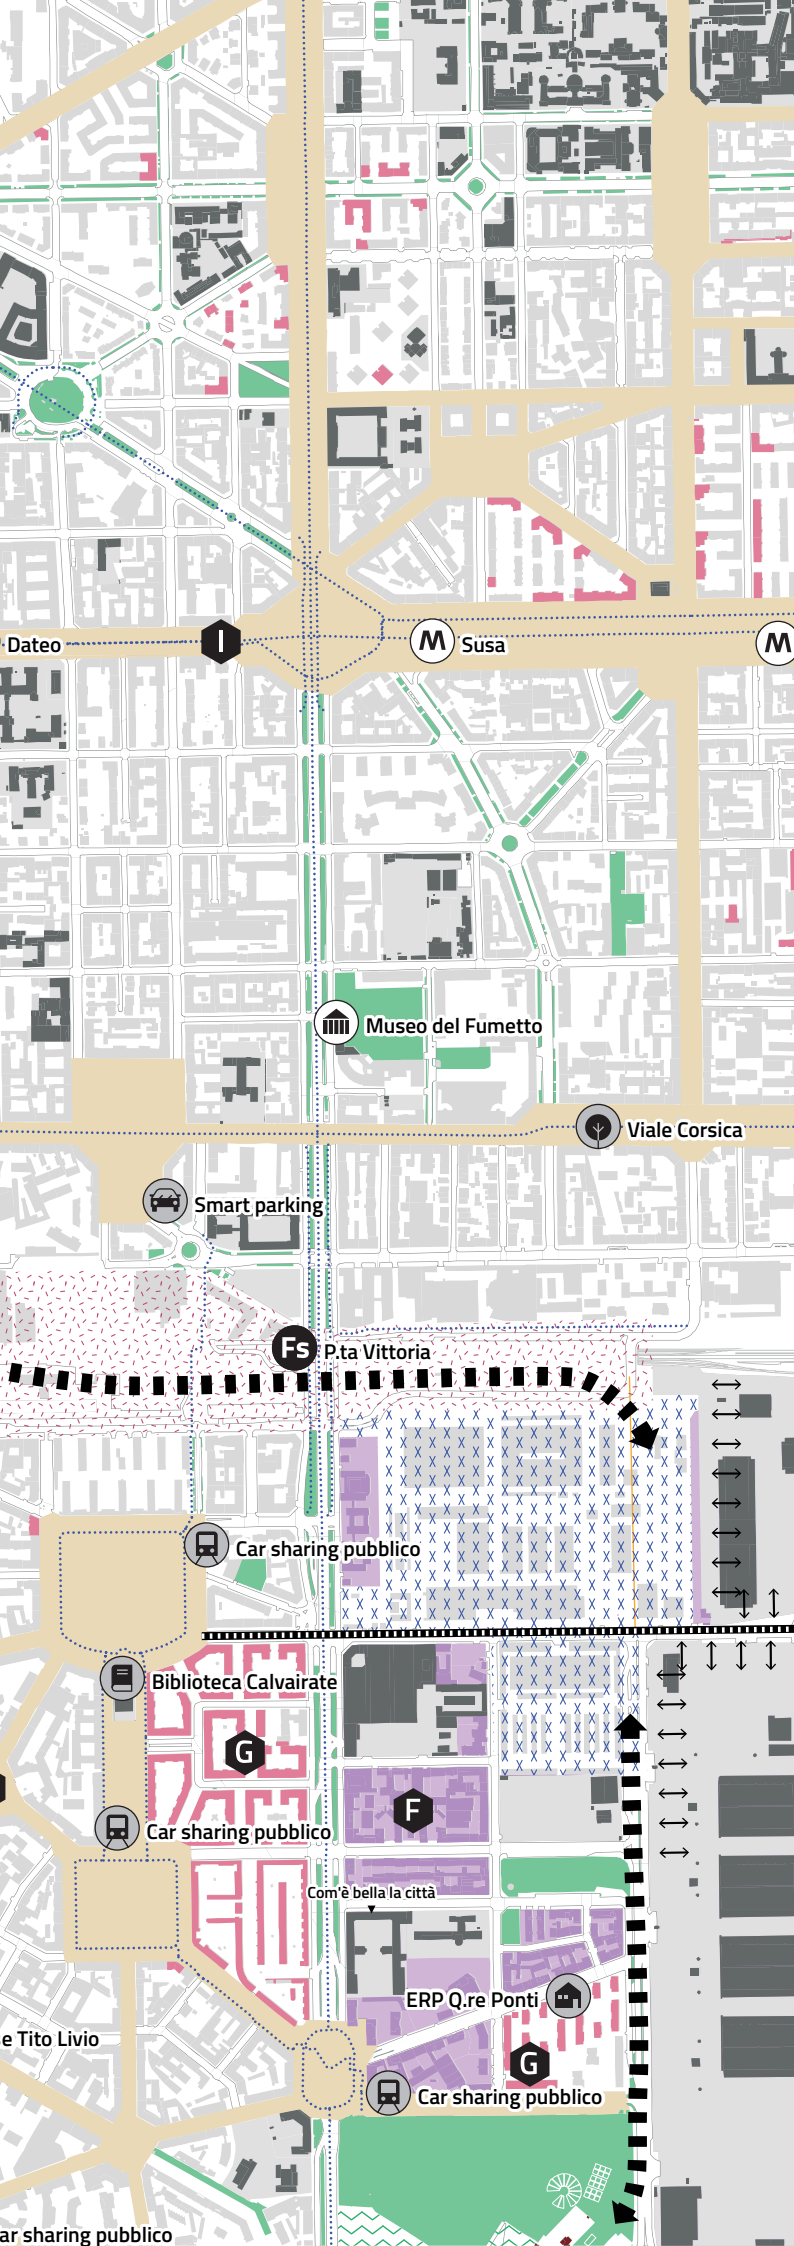 Dateo
I
M
Susa
M
Museo del Fumetto
Viale Corsica
Smart parking
Fs
P.ta Vittoria
Car sharing pubblico
Biblioteca Calvairate
G
F
Car sharing pubblico
Com'è bella la città
ERP Q.re Ponti
e Tito Livio
G
Car sharing pubblico
ar sharing pubblico